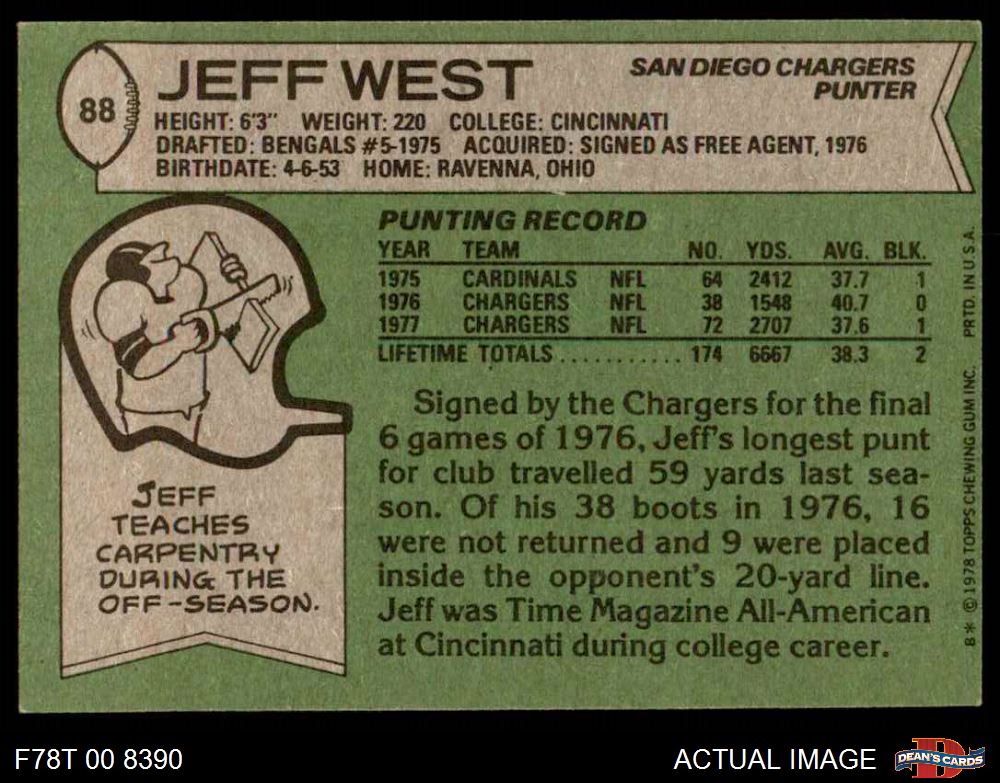 88
JEFF WEST
SAN DIEGO CHARGERS
PUNTER
HEIGHT: 6'3" WEIGHT: 220 COLLEGE: CINCINNATI
DRAFTED: BENGALS #5-1975 ACQUIRED: SIGNED AS FREE AGENT, 1976
BIRTHDATE: 4-6-53 HOME: RAVENNA, OHIO
PUNTING RECORD
YEAR TEAM NO. YDS. AVG. BLK.
1975 CARDINALS NFL 64 2412 37.7 1
1976 CHARGERS NFL 38 1548 40.7 0
1977 CHARGERS NFL 72 2707 37.6 1
LIFETIME TOTALS........... 174 6667 38.3 2
Signed by the Chargers for the final
6 games of 1976, Jeff's longest punt
for club travelled 59 yards last sea-
son. Of his 38 boots in 1976, 16
were not returned and 9 were placed
inside the opponent's 20-yard line.
Jeff was Time Magazine All-American
at Cincinnati during college career.
JEFF
TEACHES
CARPENTRY
DURING THE
OFF-SEASON.
8* © 1978 TOPPS CHEWING GUM INC. PRTD. IN U.S.A.
F78T 00 8390
ACTUAL IMAGE
D
DEAN'S CARDS